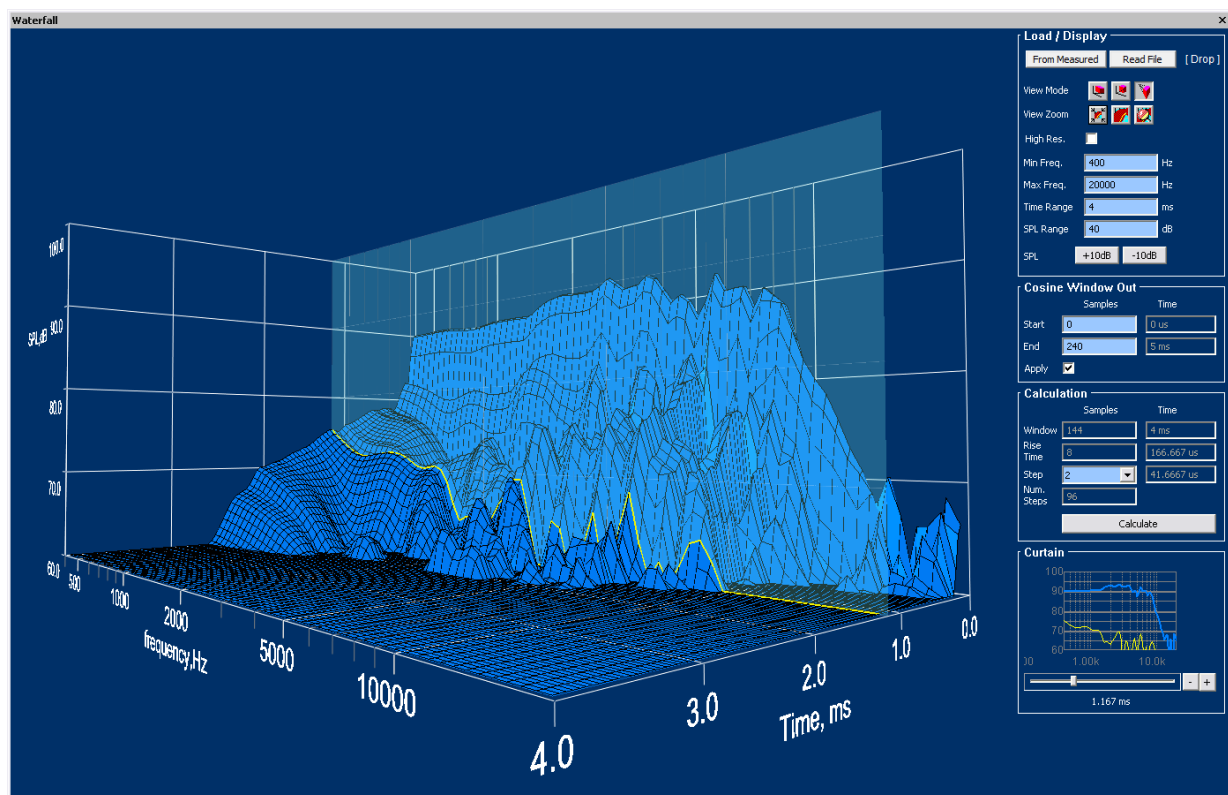 Waterfall
Load / Display
From Measured Read File [ Drop ]
View Mode
View Zoom
High Res.
Min Freq. 400 Hz
Max Freq. 20000 Hz
Time Range 4 ms
SPL Range 40 dB
SPL +10dB -10dB
Cosine Window Out
Samples Time
Start 0 0 us
End 240 5 ms
Apply
Calculation
Samples Time
Window 144 4 ms
Rise Time 8 166.667 us
Step 2 41.6667 us
Num. Steps 96
Calculate
Curtain
100
90
80
70
60
1.00k 10.0k
- +
1.167 ms
100.0
90.0
80.0
70.0
60.0
SPL,dB
500 1000 2000 5000 10000
frequency,Hz
4.0 3.0 2.0 1.0 0.0
Time, ms